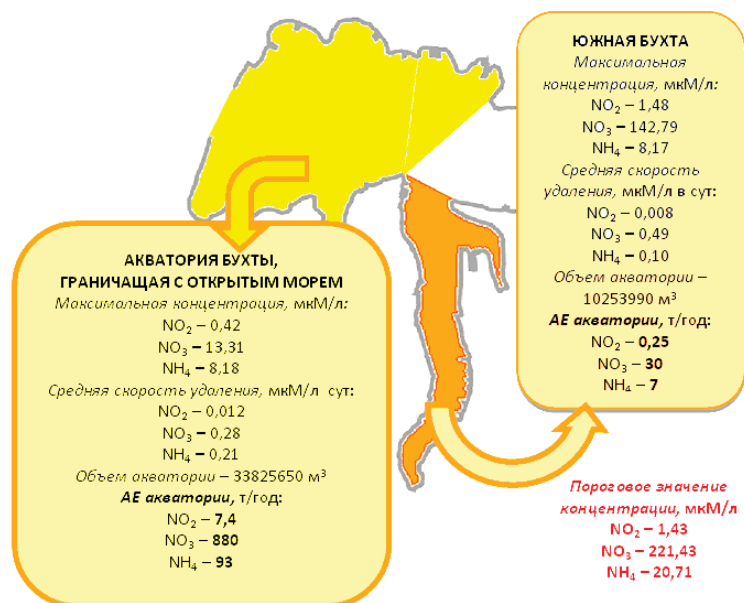 АКВАТОРИЯ БУХТЫ,
ГРАНИЧАЩАЯ С ОТКРЫТЫМ МОРЕМ
Максимальная концентрация, мкМ/л:
NO₂ – 0,42
NO₃ – 13,31
NH₄ – 8,18
Средняя скорость удаления, мкМ/л сут:
NO₂ – 0,012
NO₃ – 0,28
NH₄ – 0,21
Объем акватории – 33825650 м³
АЕ акватории, т/год:
NO₂ – 7,4
NO₃ – 880
NH₄ – 93
ЮЖНАЯ БУХТА
Максимальная
концентрация, мкМ/л:
NO₂ – 1,48
NO₃ – 142,79
NH₄ – 8,17
Средняя скорость
удаления, мкМ/л в сут:
NO₂ – 0,008
NO₃ – 0,49
NH₄ – 0,10
Объем акватории –
10253990 м³
АЕ акватории, т/год:
NO₂ – 0,25
NO₃ – 30
NH₄ – 7
Пороговое значение
концентрации, мкМ/л
NO₂ – 1,43
NO₃ – 221,43
NH₄ – 20,71